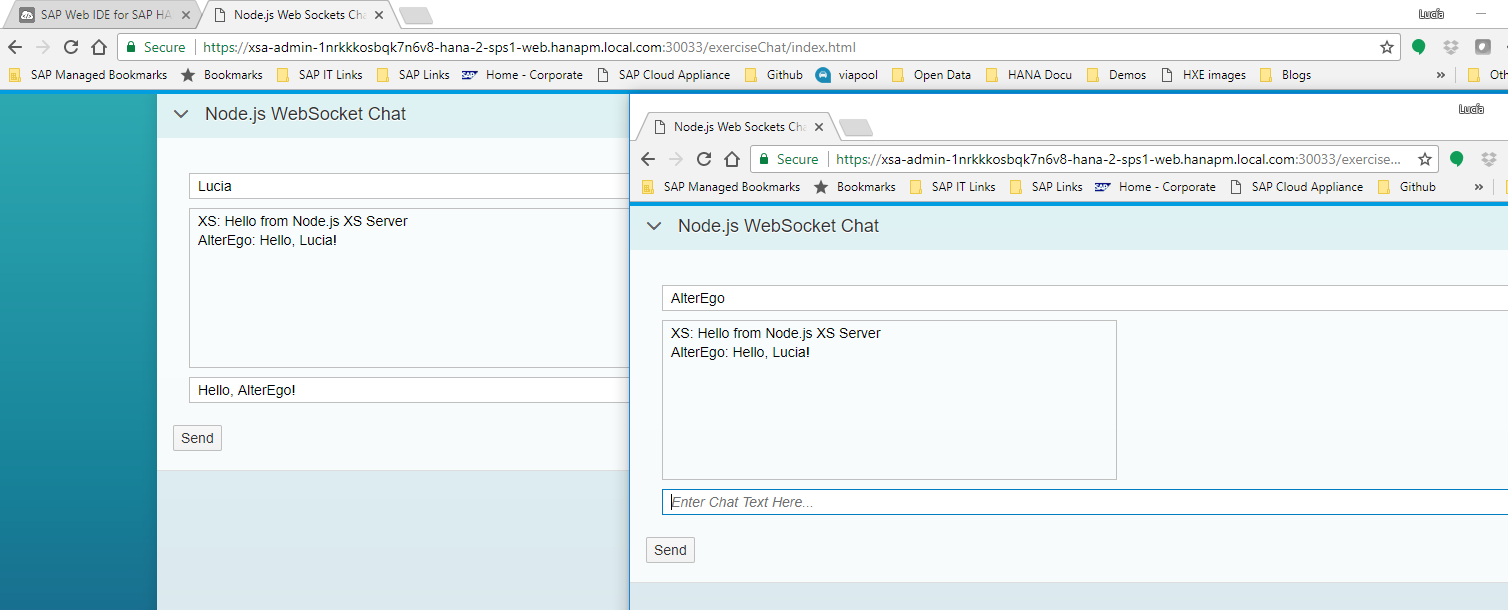 SAP Web IDE for SAP HA
Node.js Web Sockets Cha
Lucía
Secure https://xsa-admin-1nrkkkosbqk7n6v8-hana-2-sps1-web.hanapm.local.com:30033/exerciseChat/index.html
SAP Managed Bookmarks Bookmarks SAP IT Links SAP Links SAP Home - Corporate SAP Cloud Appliance Github viapool Open Data HANA Docu Demos HXE images Blogs » Oth
Node.js WebSocket Chat
Lucia
XS: Hello from Node.js XS Server
AlterEgo: Hello, Lucia!
Hello, AlterEgo!
Send
Lucía
Node.js Web Sockets Cha
Secure https://xsa-admin-1nrkkkosbqk7n6v8-hana-2-sps1-web.hanapm.local.com:30033/exercise...
SAP Managed Bookmarks Bookmarks SAP IT Links SAP Links SAP Home - Corporate SAP Cloud Appliance Github »
Node.js WebSocket Chat
AlterEgo
XS: Hello from Node.js XS Server
AlterEgo: Hello, Lucia!
Enter Chat Text Here...
Send